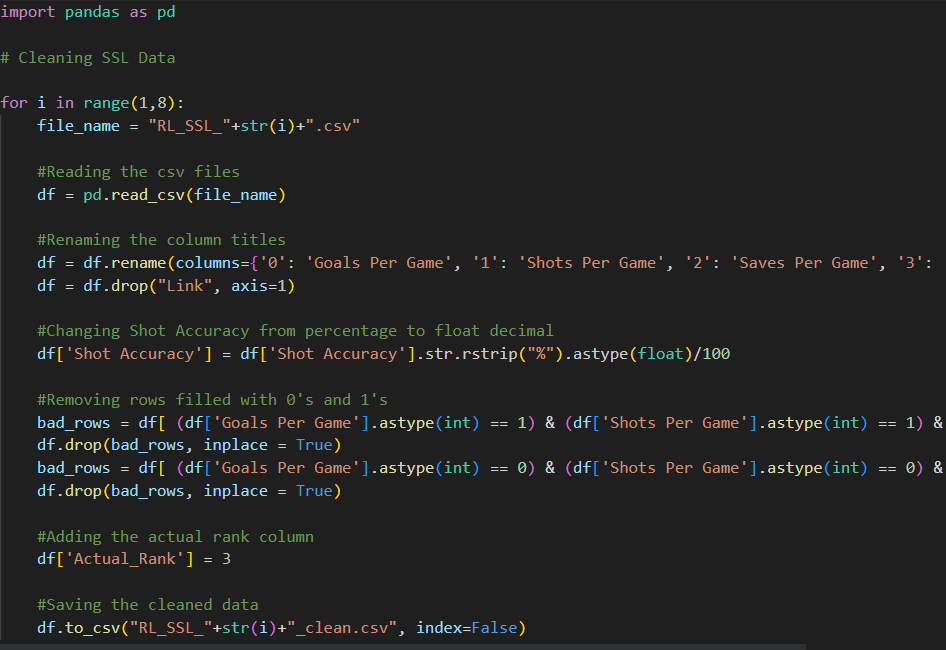 import pandas as pd
# Cleaning SSL Data
for i in range(1,8):
    file_name = "RL_SSL_"+str(i)+".csv"
    #Reading the csv files
    df = pd.read_csv(file_name)
    #Renaming the column titles
    df = df.rename(columns={'0': 'Goals Per Game', '1': 'Shots Per Game', '2': 'Saves Per Game', '3':
    df = df.drop("Link", axis=1)
    #Changing Shot Accuracy from percentage to float decimal
    df['Shot Accuracy'] = df['Shot Accuracy'].str.rstrip("%").astype(float)/100
    #Removing rows filled with 0's and 1's
    bad_rows = df[ (df['Goals Per Game'].astype(int) == 1) & (df['Shots Per Game'].astype(int) == 1) &
    df.drop(bad_rows, inplace = True)
    bad_rows = df[ (df['Goals Per Game'].astype(int) == 0) & (df['Shots Per Game'].astype(int) == 0) &
    df.drop(bad_rows, inplace = True)
    #Adding the actual rank column
    df['Actual_Rank'] = 3
    #Saving the cleaned data
    df.to_csv("RL_SSL_"+str(i)+"_clean.csv", index=False)